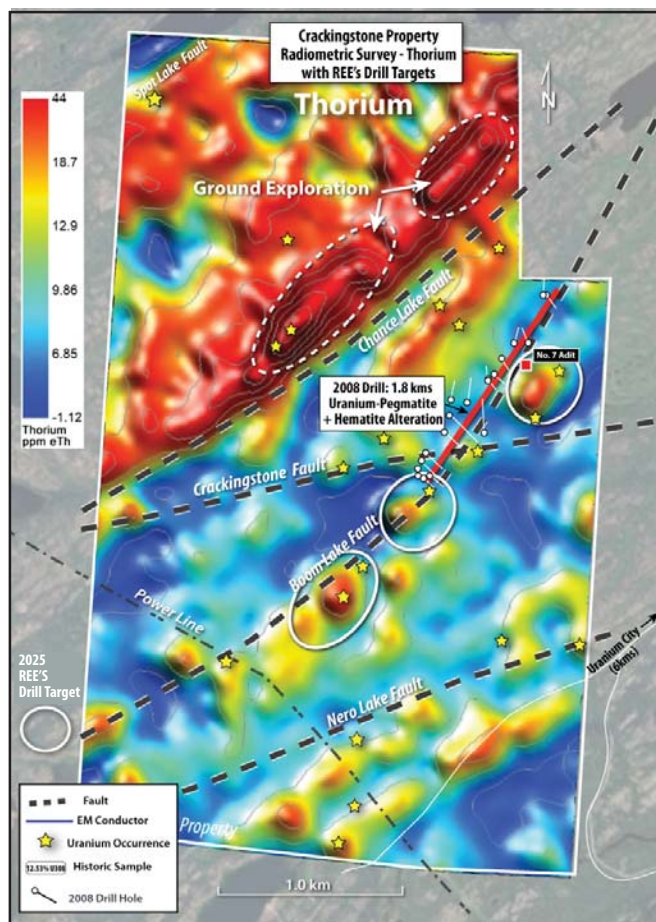 Crackingstone Property
Radiometric Survey - Thorium
with REE's Drill Targets
Spot Lake Fault
Thorium
N
44
18.7
12.9
9.86
6.85
-1.12
Thorium
ppm eTh
Ground Exploration
Chance Lake Fault
No. 7 Adit
2008 Drill: 1.8 kms
Uranium-Pegmatite
+ Hematite Alteration
Crackingstone Fault
Boom Lake Fault
Power Line
Uranium City
(6kms)
2025
REE'S
Drill Target
Nero Lake Fault
Fault
EM Conductor
Uranium Occurrence
12.53% U3O8
Historic Sample
2008 Drill Hole
Property
1.0 km